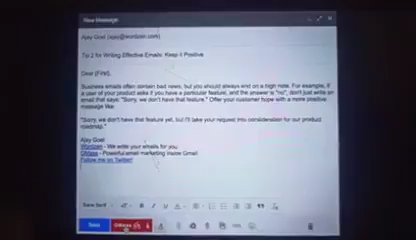 New Message
Ajay Goel (ajay@wordzen.com)
Tip 2 for Writing Effective Emails: Keep it Positive
Dear {First},
Business emails often contain bad news, but you should always end on a high note. For example, if
a user of your product asks if you have a particular feature, and the answer is "no", don't just write an
email that says: "Sorry, we don't have that feature." Offer your customer hope with a more positive
message like:
"Sorry, we don't have that feature yet, but I'll take your request into consideration for our product
roadmap."
Ajay Goel
Wordzen - We write your emails for you
GMass - Powerful email marketing inside Gmail
Follow me on Twitter!
Sans Serif
Send
GMass